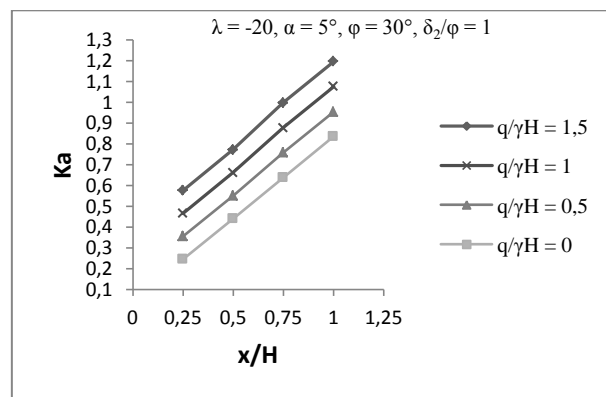 λ = -20, α = 5°, φ = 30°, δ₂/φ = 1
1,3
1,2
1,1
1
0,9
0,8
0,7
0,6
0,5
0,4
0,3
0,2
0,1
Ka
0 0,25 0,5 0,75 1 1,25
x/H
q/γH = 1,5
q/γH = 1
q/γH = 0,5
q/γH = 0